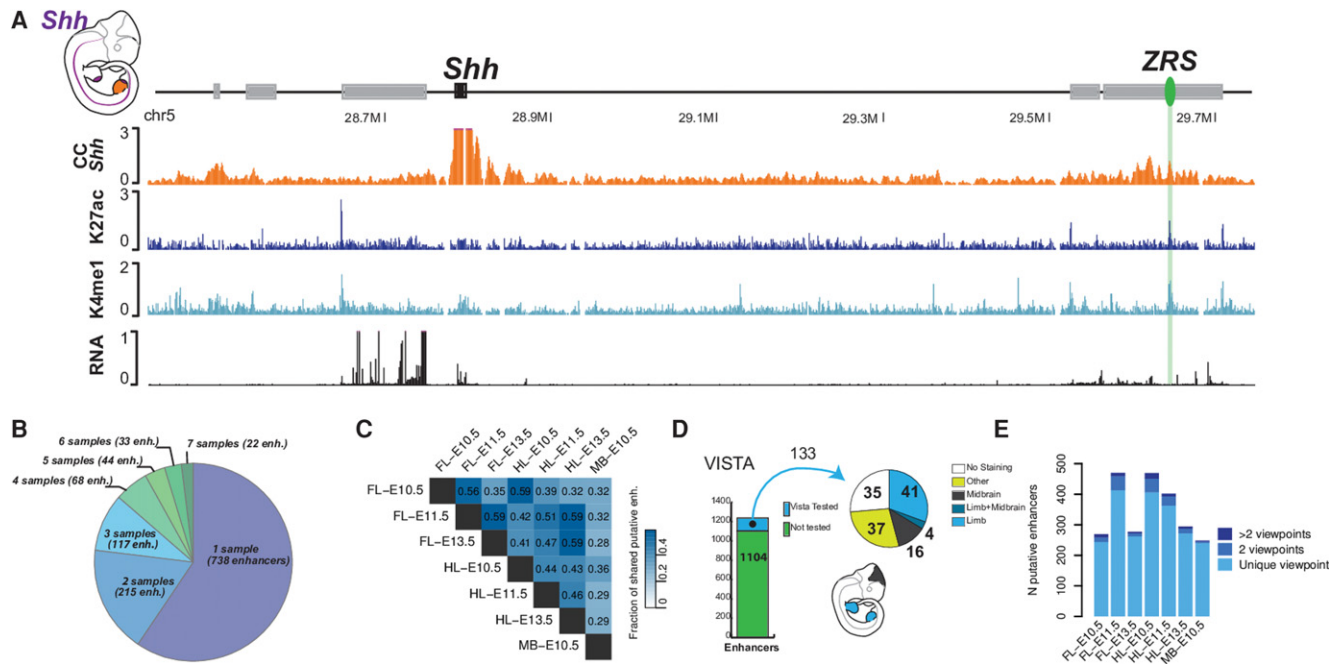 A
Shh
Shh
ZRS
chr5
28.7M 28.9M 29.1M 29.3M 29.5M 29.7M
CC Shh
3
0
K27ac
3
0
K4me1
2
0
RNA
1
0
B
6 samples (33 enh.)
7 samples (22 enh.)
5 samples (44 enh.)
4 samples (68 enh.)
3 samples (117 enh.)
2 samples (215 enh.)
1 sample (738 enhancers)
C
FL-E10.5 FL-E11.5 FL-E13.5 HL-E10.5 HL-E11.5 HL-E13.5 MB-E10.5
FL-E10.5 0.56 0.35 0.59 0.39 0.32 0.32
FL-E11.5 0.59 0.42 0.51 0.59 0.32
FL-E13.5 0.41 0.47 0.59 0.28
HL-E10.5 0.44 0.43 0.36
HL-E11.5 0.46 0.29
HL-E13.5 0.29
MB-E10.5
0 0.2 0.4
Fraction of shared putative enh.
D
VISTA
133
1400
1200
1000
800
600
400
200
0
1104
Enhancers
Vista Tested
Not tested
35
41
37
4
16
No Staining
Other
Midbrain
Limb+Midbrain
Limb
E
N putative enhancers
500
400
300
200
100
0
FL-E10.5 FL-E11.5 FL-E13.5 HL-E10.5 HL-E11.5 HL-E13.5 MB-E10.5
>2 viewpoints
2 viewpoints
Unique viewpoint